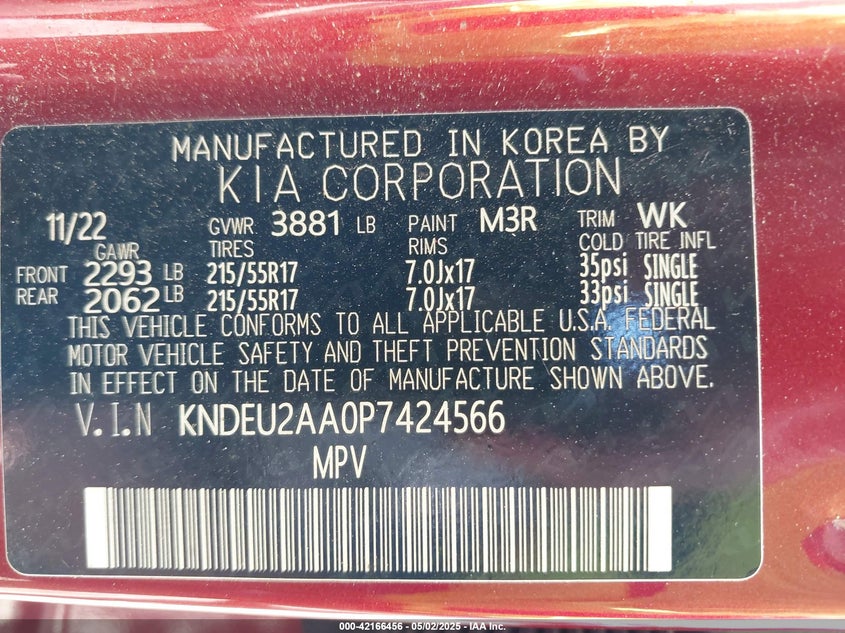 MANUFACTURED IN KOREA BY
KIA CORPORATION
11/22 GVWR 3881 LB PAINT M3R TRIM WK
GAWR TIRES RIMS COLD TIRE INFL
FRONT 2293 LB 215/55R17 7.0Jx17 35psi SINGLE
REAR 2062 LB 215/55R17 7.0Jx17 33psi SINGLE
THIS VEHICLE CONFORMS TO ALL APPLICABLE U.S.A. FEDERAL
MOTOR VEHICLE SAFETY AND THEFT PREVENTION STANDARDS
IN EFFECT ON THE DATE OF MANUFACTURE SHOWN ABOVE.
V.I.N KNDEU2AA0P7424566
MPV
000-42166456 - 05/02/2025 - IAA Inc.